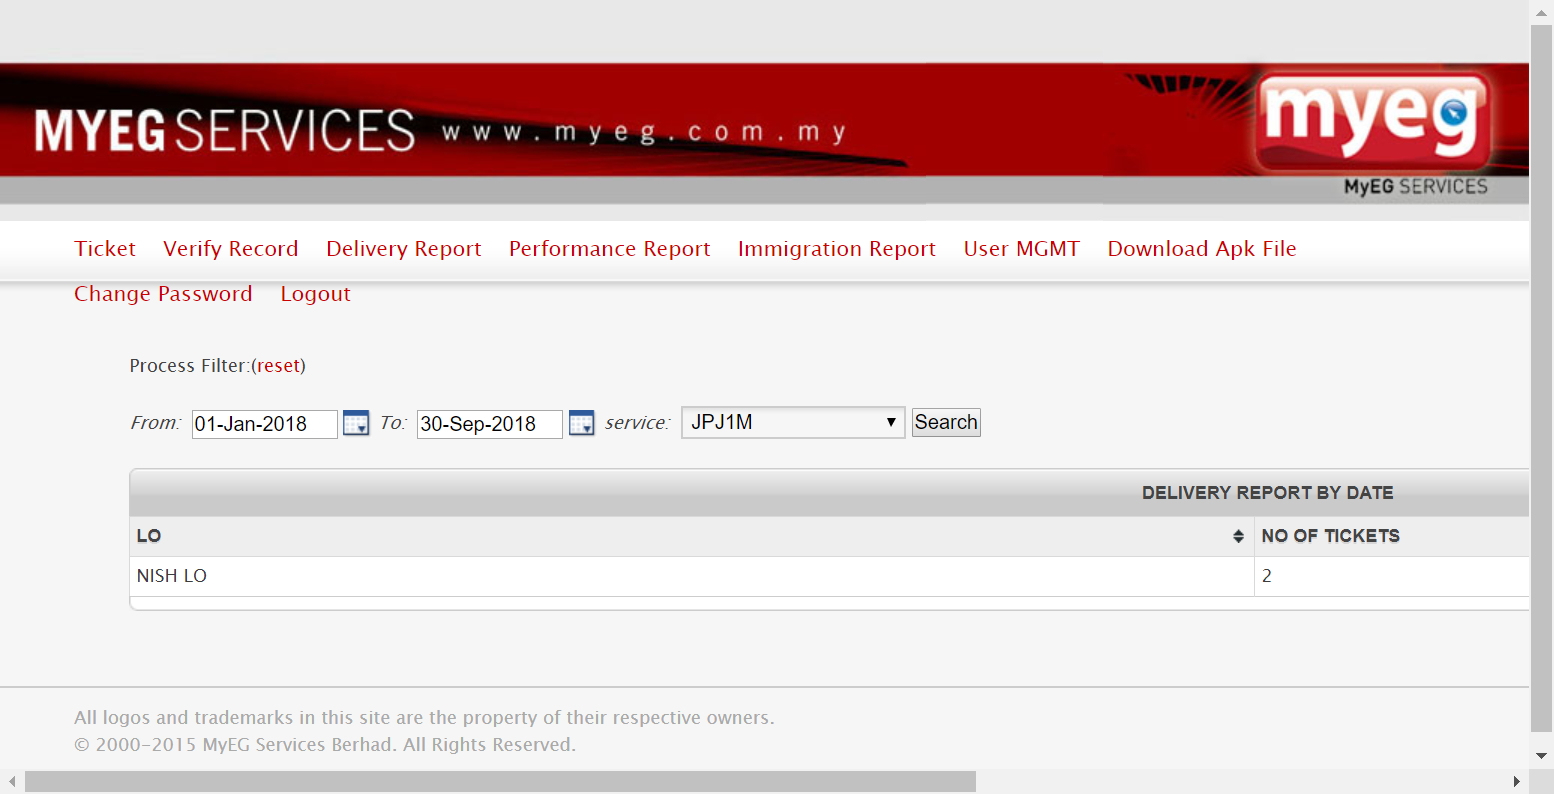 MYEG SERVICES www.myeg.com.my
myeg
MyEG SERVICES
Ticket Verify Record Delivery Report Performance Report Immigration Report User MGMT Download Apk File
Change Password Logout
Process Filter:(reset)
From: 01-Jan-2018 To: 30-Sep-2018 service: JPJ1M Search
DELIVERY REPORT BY DATE
LO NO OF TICKETS
NISH LO 2
All logos and trademarks in this site are the property of their respective owners.
© 2000-2015 MyEG Services Berhad. All Rights Reserved.